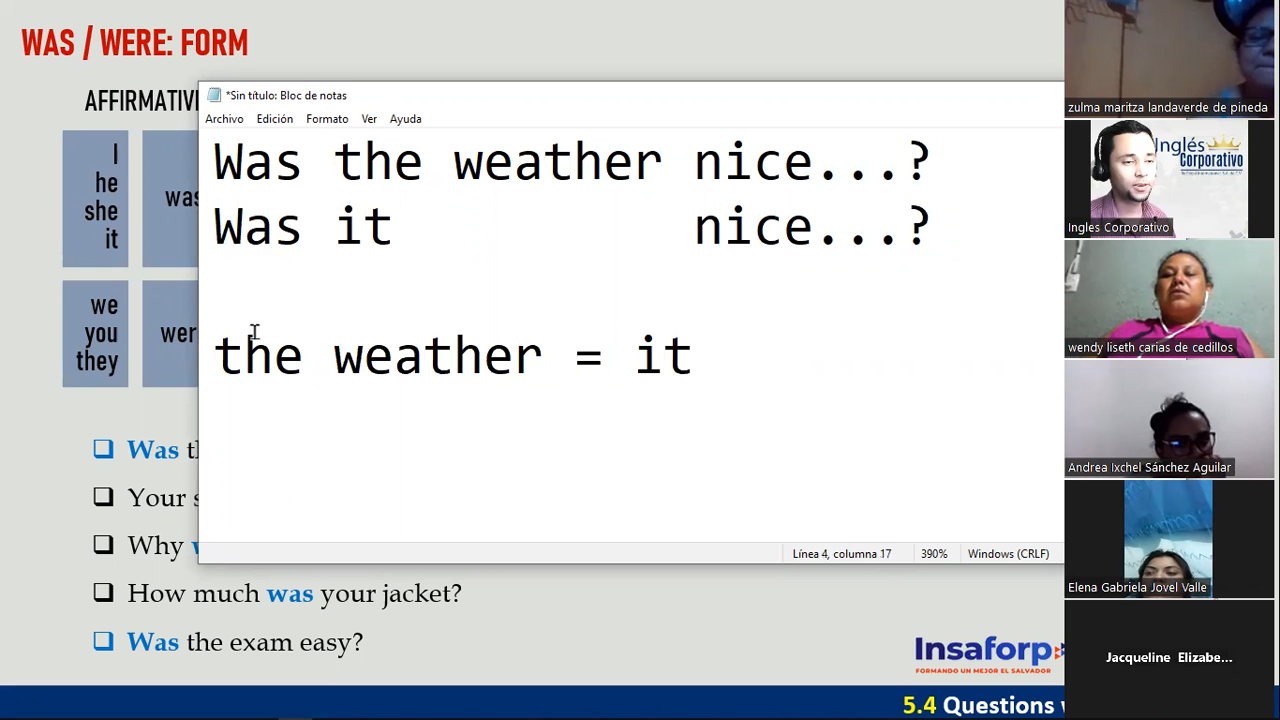 WAS / WERE: FORM
AFFIRMATIVE
I
he
she
it
was
we
you
they
wer
*Sin título: Bloc de notas
Archivo Edición Formato Ver Ayuda
Was the weather nice...?
Was it nice...?
the weather = it
Línea 4, columna 17 390% Windows (CRLF)
Was th
Your s
Why w
How much was your jacket?
Was the exam easy?
Insaforp
FORMANDO UN MEJOR EL SALVADOR
5.4 Questions w
zulma maritza landaverde de pineda
Inglés
Corporativo
Ingles Corporativo
wendy liseth carias de cedillos
Andrea Ixchel Sánchez Aguilar
Elena Gabriela Jovel Valle
Jacqueline Elizabe...